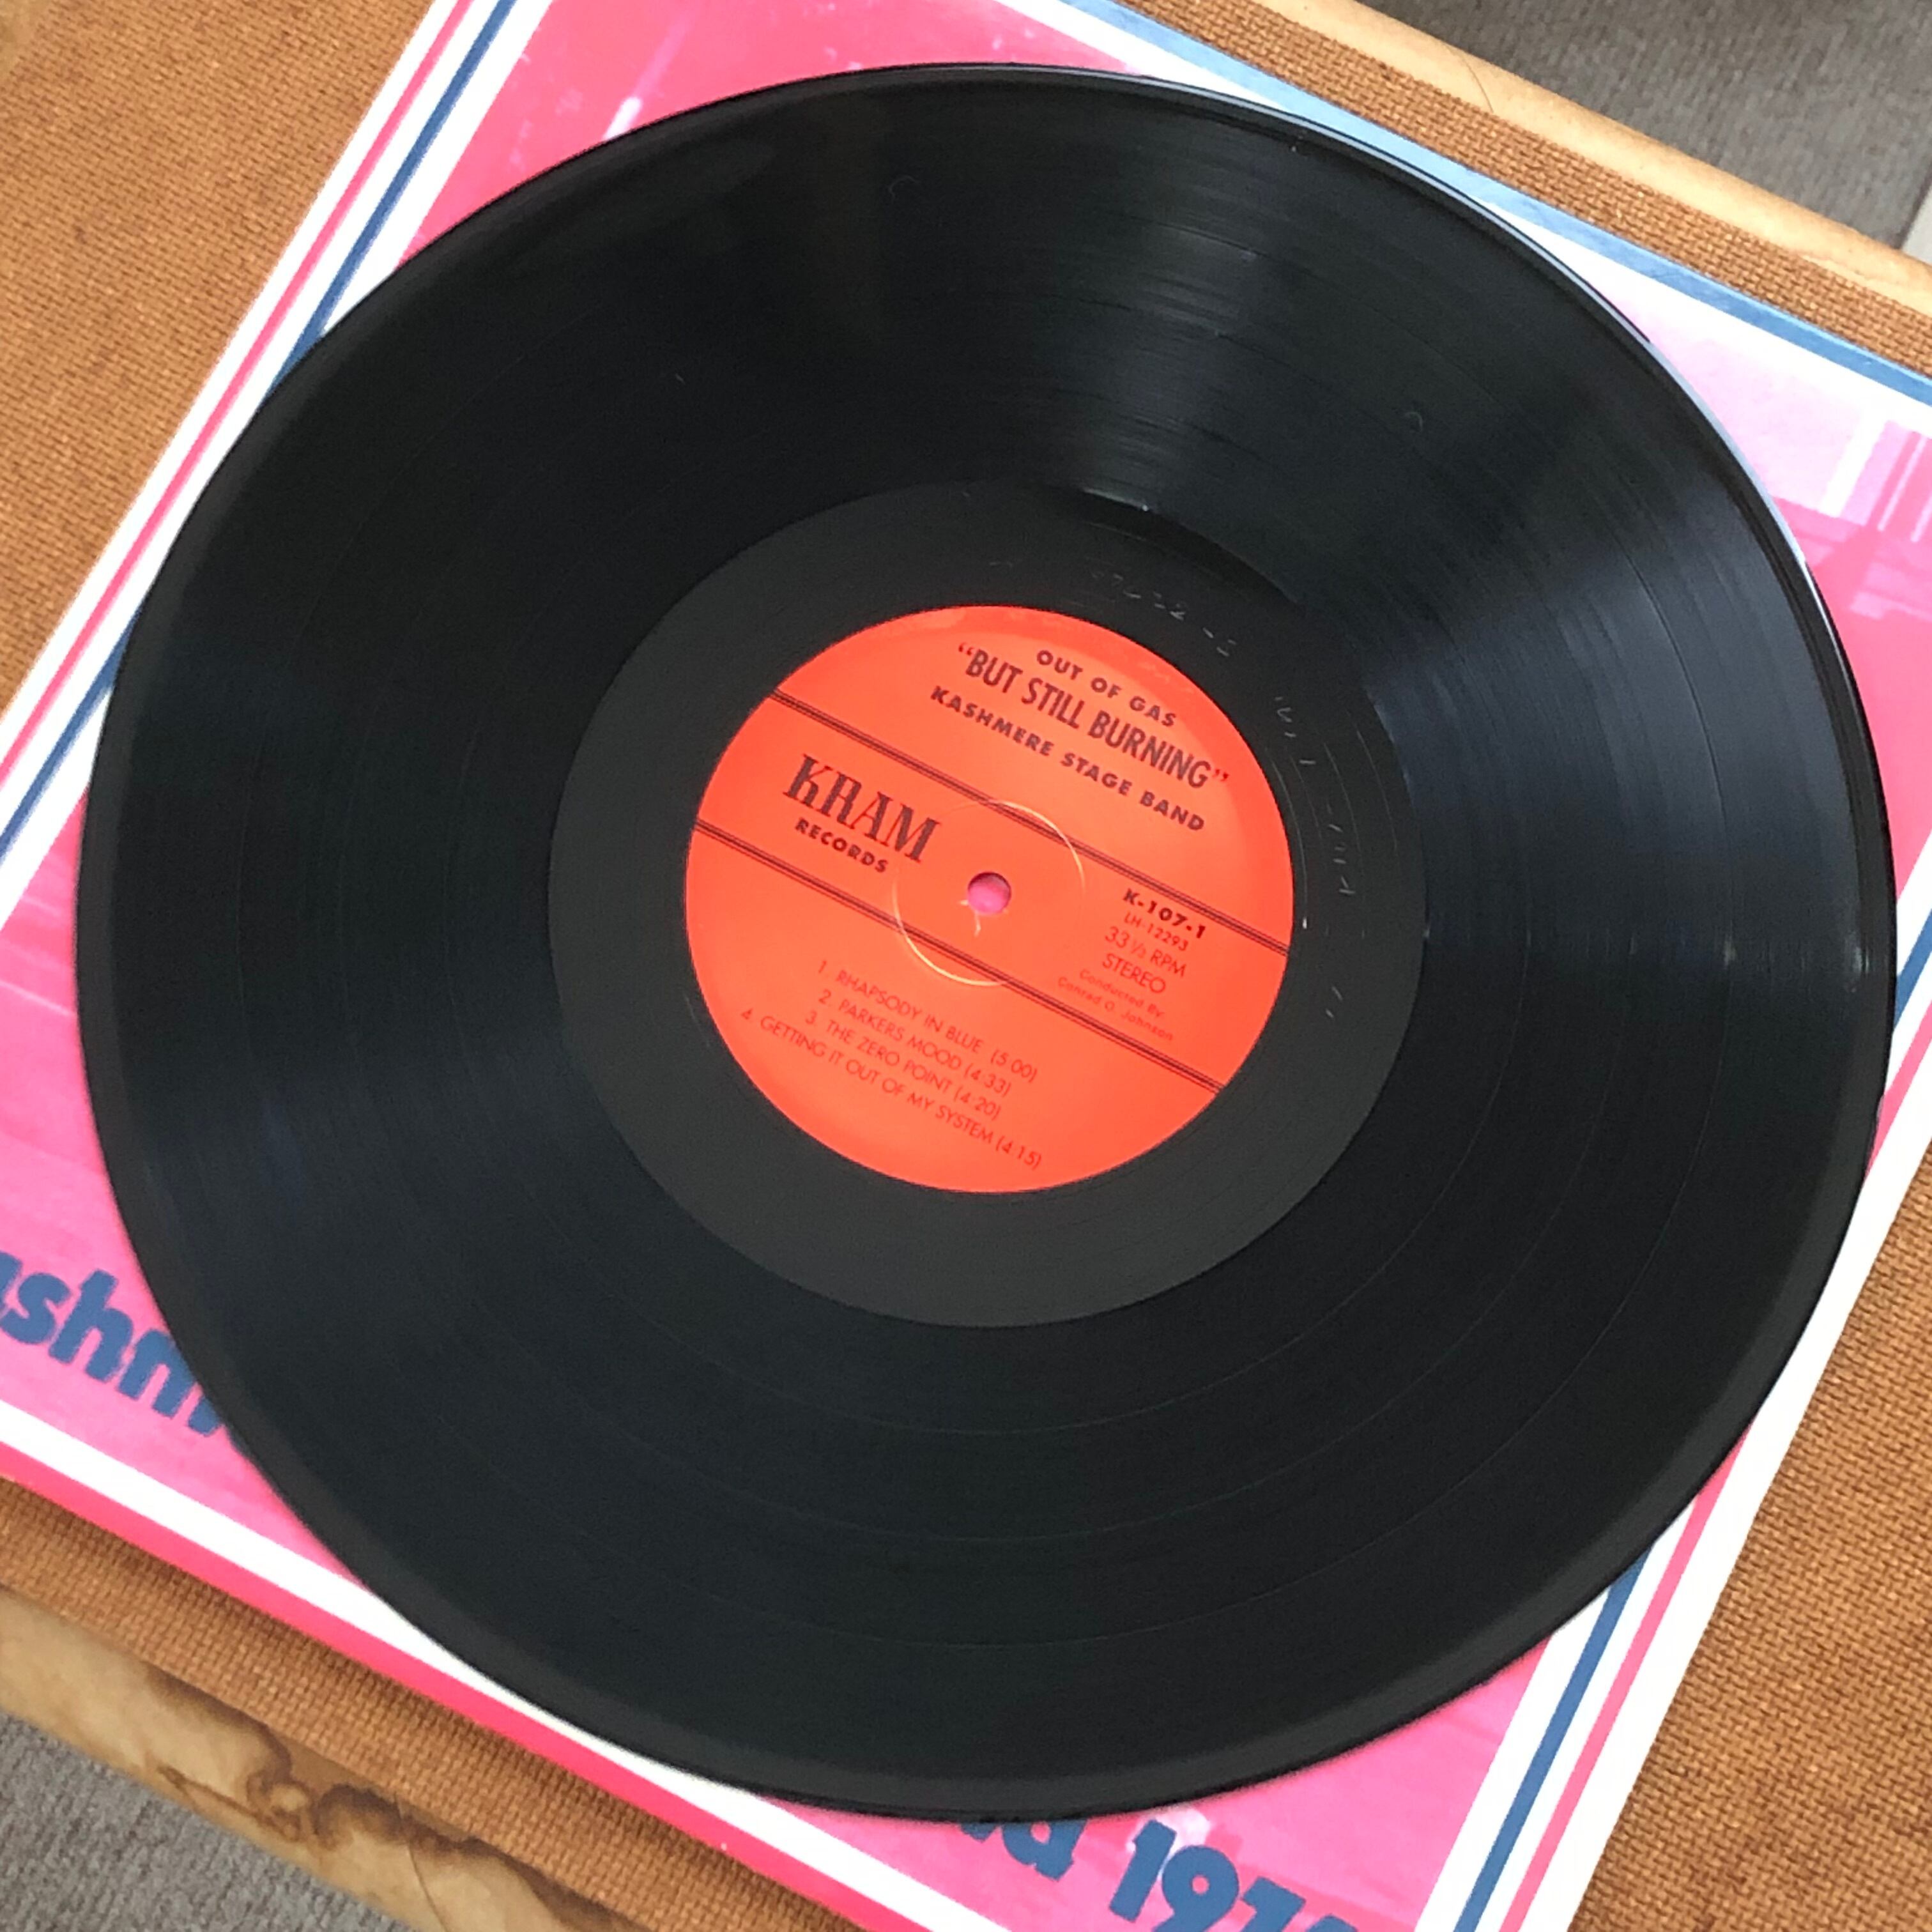 OUT OF GAS
“BUT STILL BURNING”
KASHMERE STAGE BAND
KRAM
RECORDS
K-107-1
LH-12293
33 1/3 RPM
STEREO
Conducted By:
Conrad O. Johnson
1. RHAPSODY IN BLUE (5:00)
2. PARKERS MOOD (4:33)
3. THE ZERO POINT (4:20)
4. GETTING IT OUT OF MY SYSTEM (4:15)